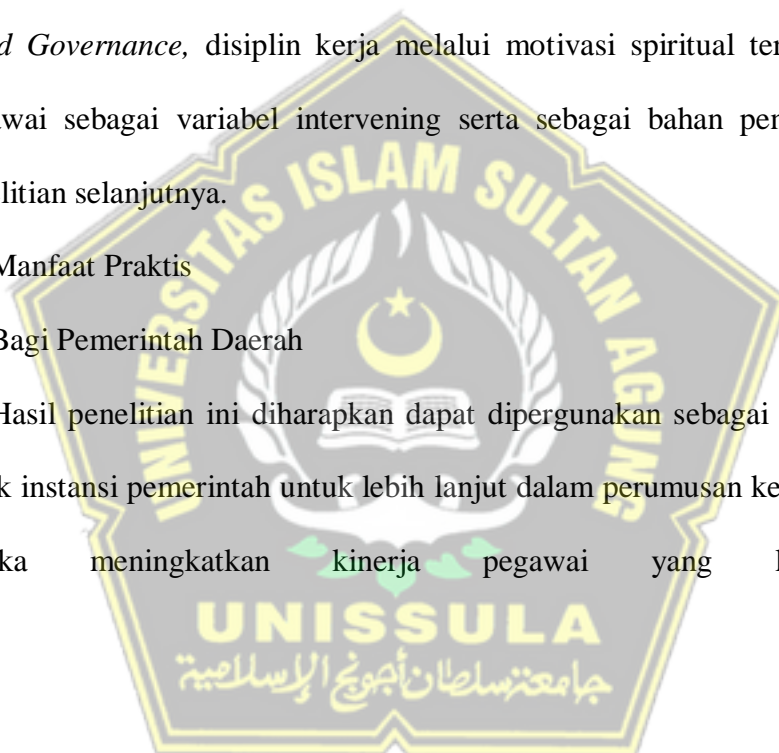 d Governance, disiplin kerja melalui motivasi spiritual ter
wai sebagai variabel intervening serta sebagai bahan pe
litian selanjutnya.
Manfaat Praktis
Bagi Pemerintah Daerah
Hasil penelitian ini diharapkan dapat dipergunakan sebagai
k instansi pemerintah untuk lebih lanjut dalam perumusan ke
ka meningkatkan kinerja pegawai yang
UNIVERSITAS ISLAM SULTAN AGUNG
UNISSULA
جامعتنسلطان أجونج الإسلامية